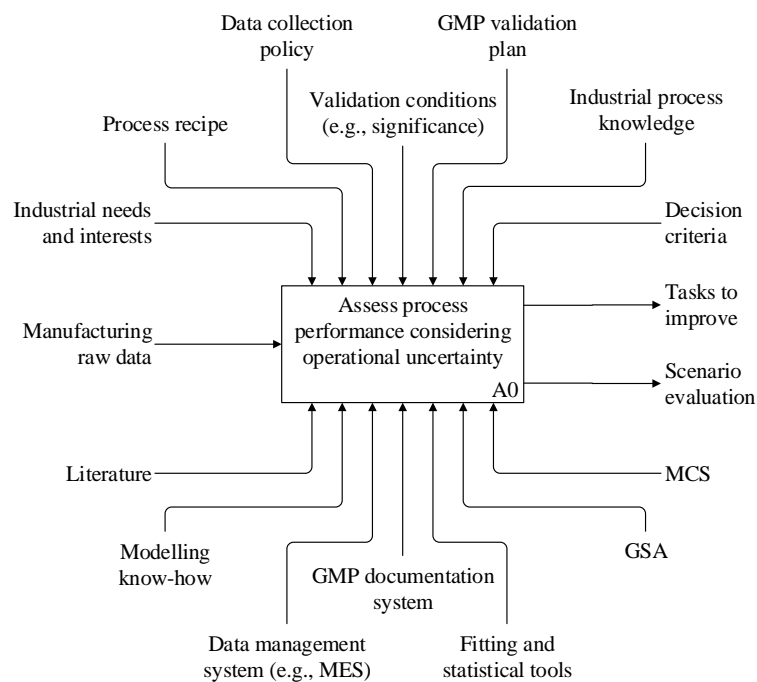 Data collection
policy
GMP validation
plan
Validation conditions
(e.g., significance)
Industrial process
knowledge
Process recipe
Industrial needs
and interests
Decision
criteria
Assess process
performance considering
operational uncertainty
A0
Tasks to
improve
Manufacturing
raw data
Scenario
evaluation
Literature
MCS
Modelling
know-how
GSA
GMP documentation
system
Data management
system (e.g., MES)
Fitting and
statistical tools